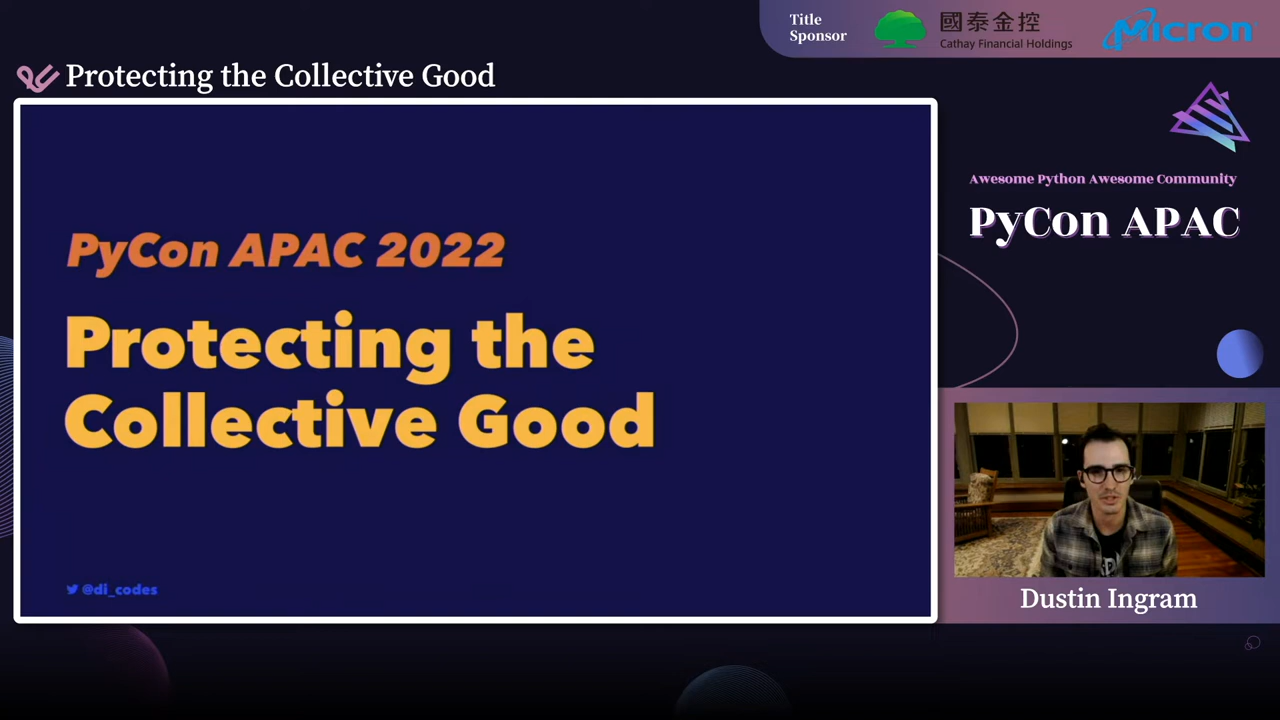 Title
Sponsor
國泰金控
Cathay Financial Holdings
Micron
Protecting the Collective Good
Awesome Python Awesome Community
PyCon APAC
PyCon APAC 2022
Protecting the
Collective Good
@di_codes
Dustin Ingram